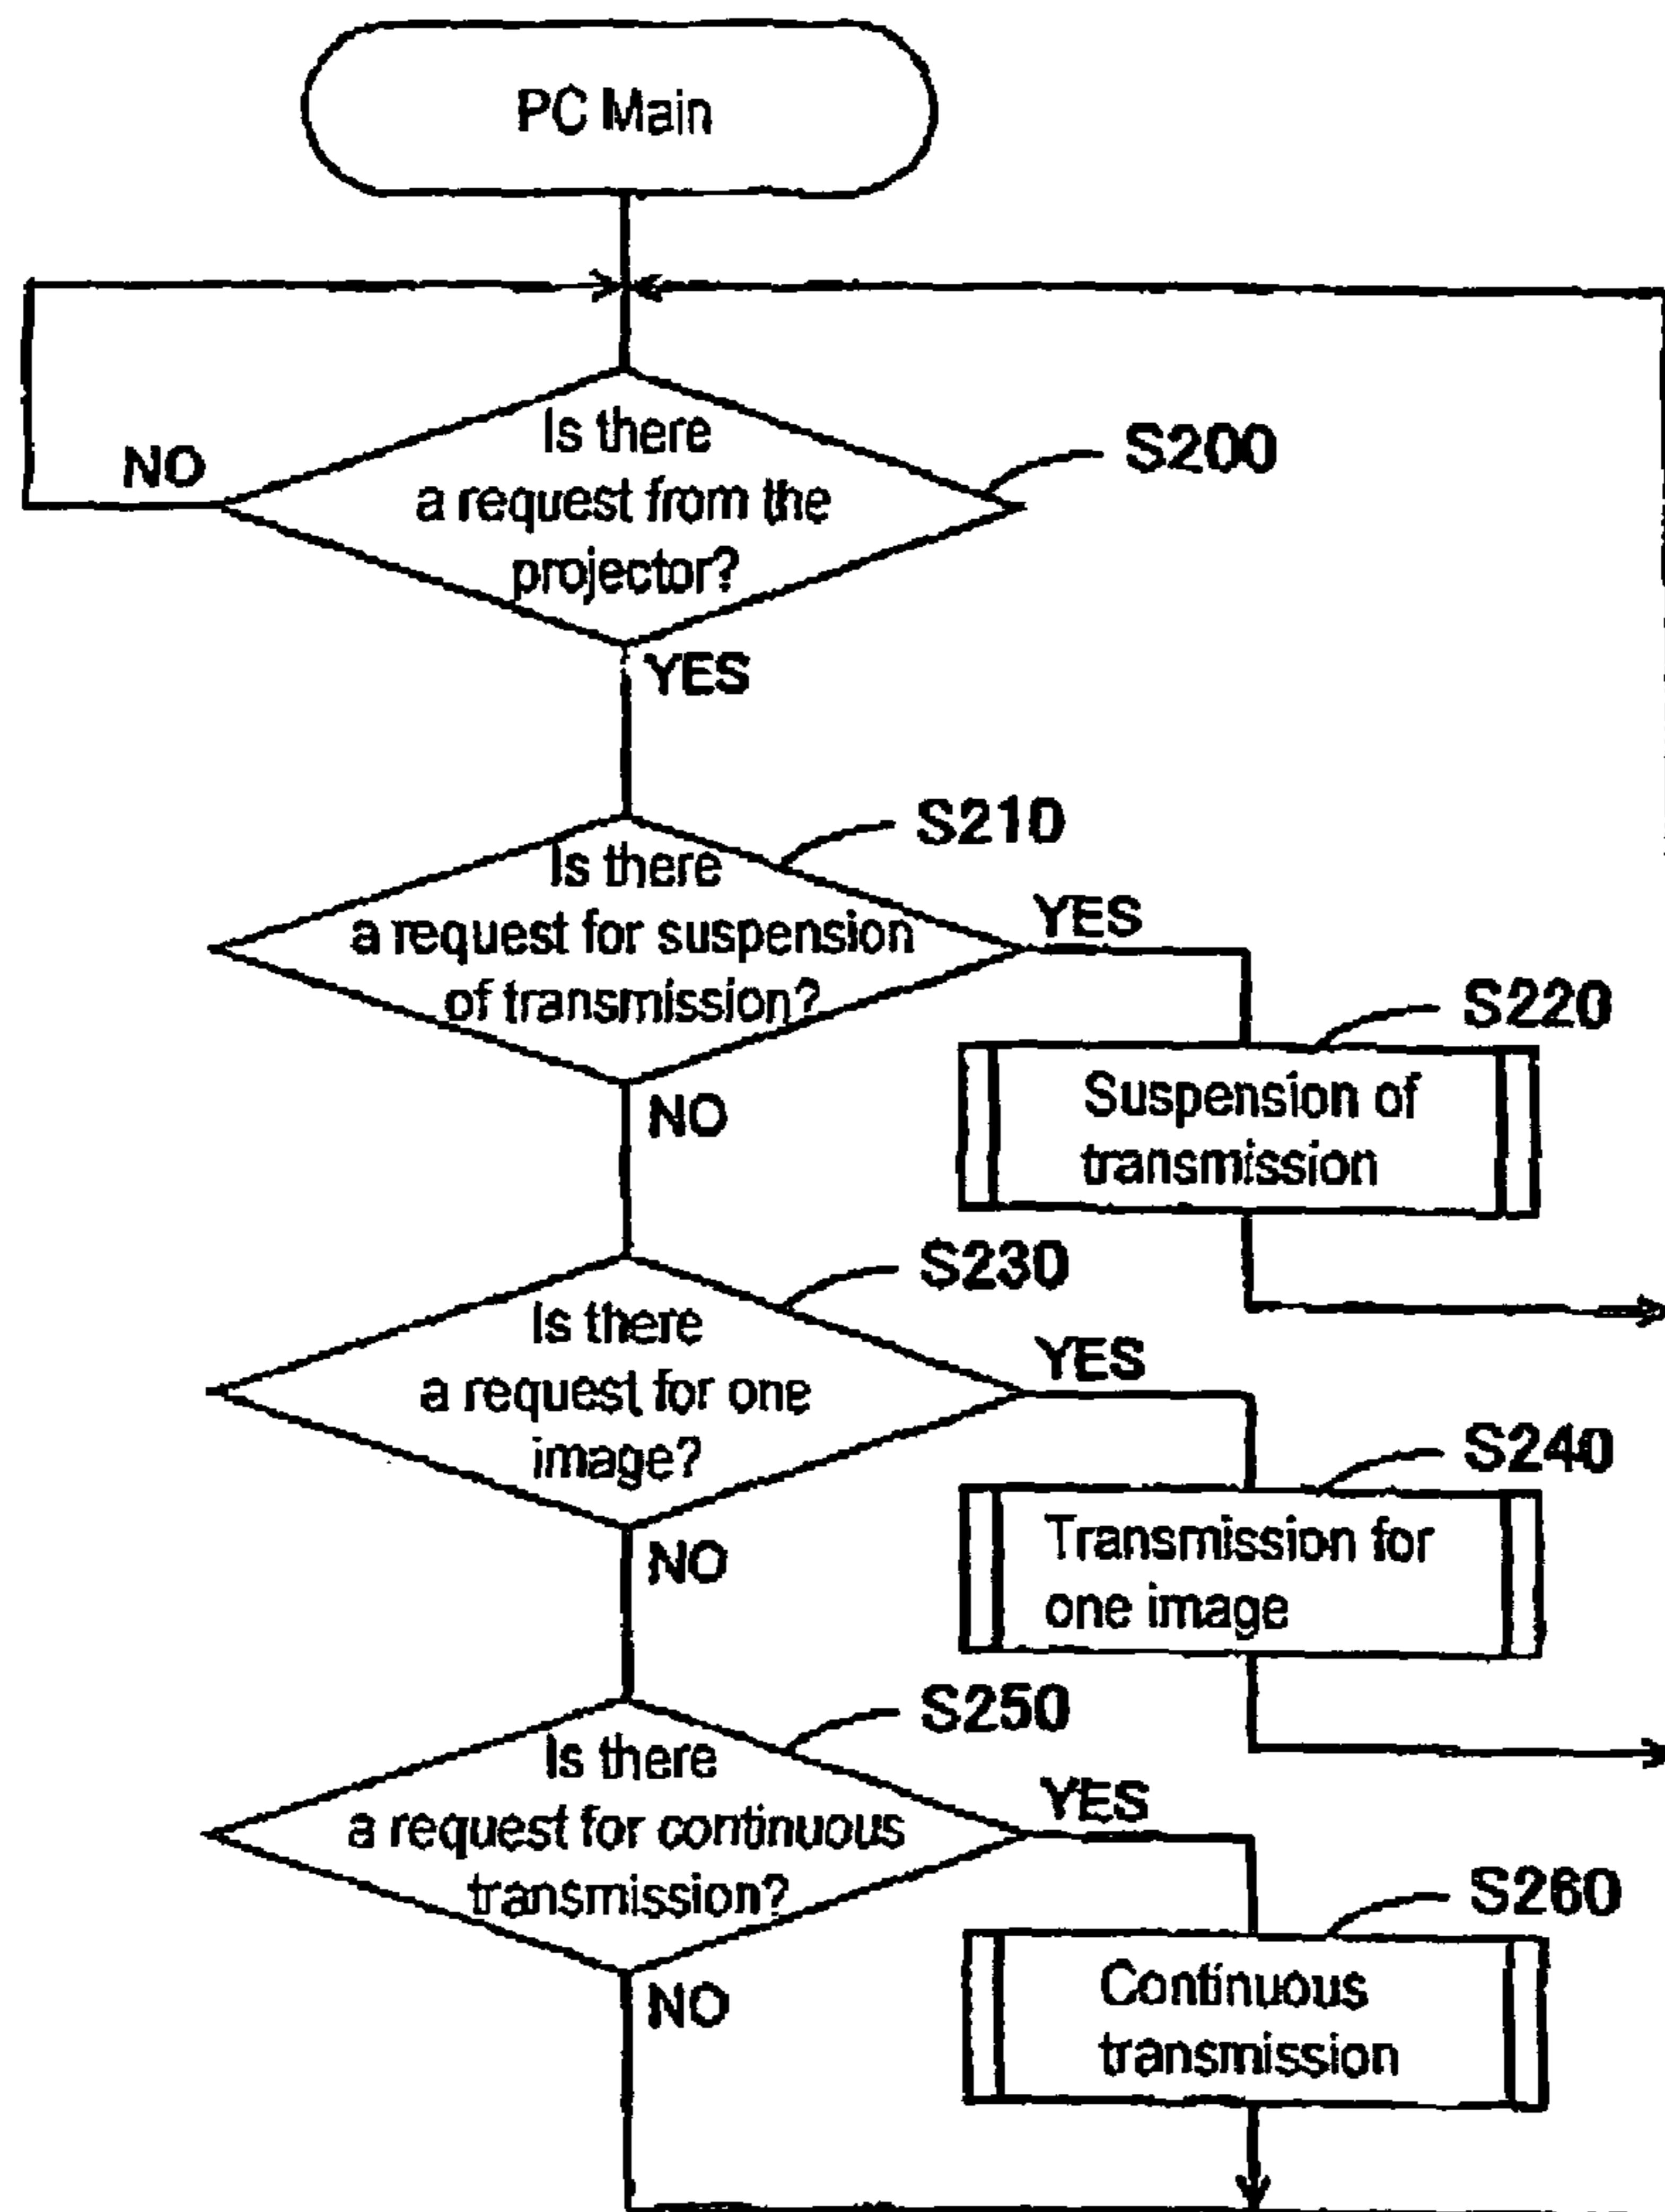 PC Main
Is there
a request from the
projector?
S200
NO
YES
S210
Is there
a request for suspension
of transmission?
YES
S220
Suspension of
transmission
NO
S230
Is there
a request for one
image?
YES
S240
Transmission for
one image
NO
S250
Is there
a request for continuous
transmission?
YES
S260
Continuous
transmission
NO